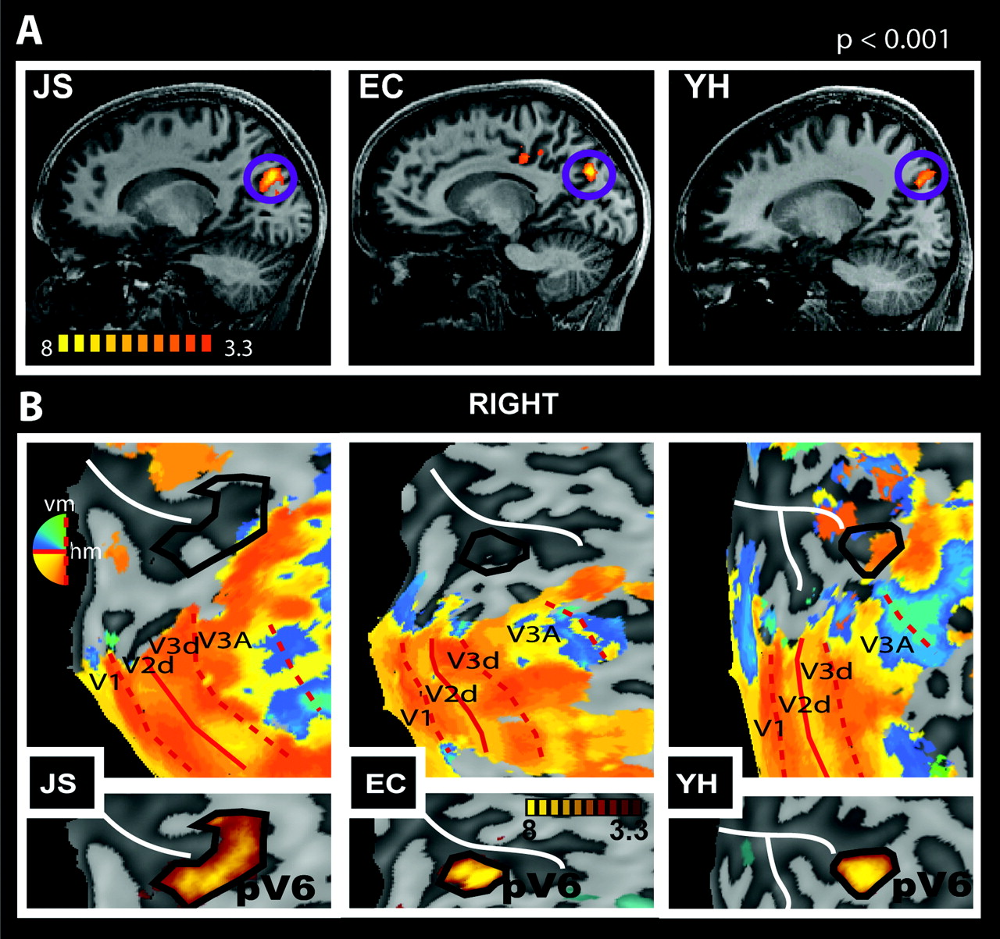 A
p < 0.001
JS
EC
YH
8
3.3
B
RIGHT
vm
hm
V3d
V3A
V2d
V1
V3A
V3d
V2d
V1
V3A
V3d
V2d
V1
JS
EC
YH
8
3.3
pV6
pV6
pV6